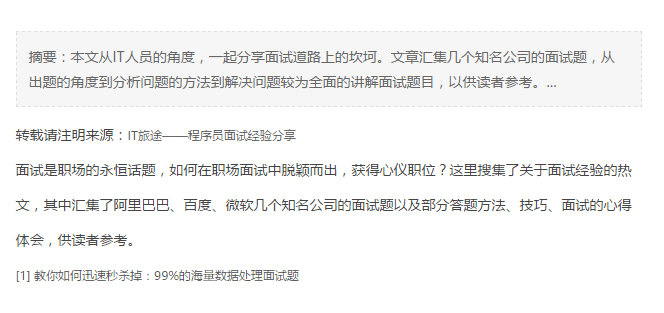 摘要：本文从IT人员的角度，一起分享面试道路上的坎坷。文章汇集几个知名公司的面试题，从
出题的角度到分析问题的方法到解决问题较为全面的讲解面试题目，以供读者参考。...
转载请注明来源：IT旅途——程序员面试经验分享
面试是职场的永恒话题，如何在职场面试中脱颖而出，获得心仪职位？这里搜集了关于面试经验的热
文，其中汇集了阿里巴巴、百度、微软几个知名公司的面试题以及部分答题方法、技巧、面试的心得
体会，供读者参考。
[1] 教你如何迅速秒杀掉：99%的海量数据处理面试题